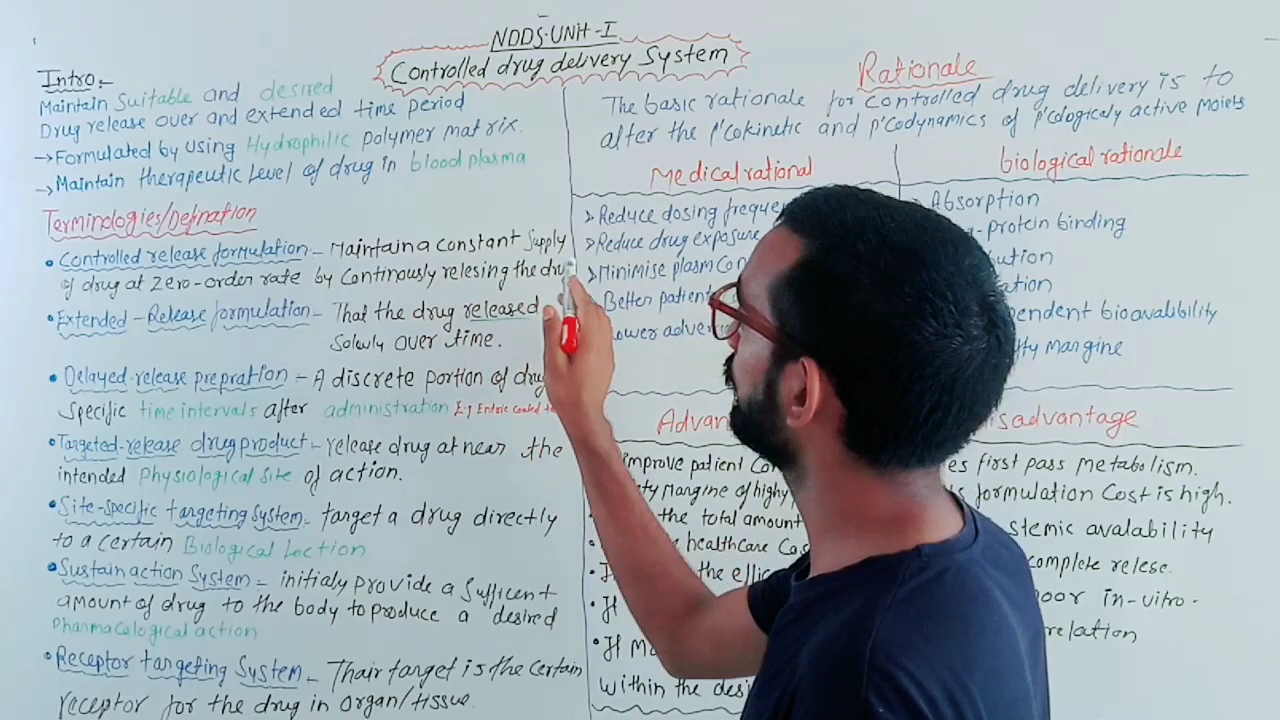 NDDS-UNIT-I
Controlled drug delivery System
Intro:-
Maintain Suitable and desired
Drug release over and extended time period
→Formulated by using Hydrophilic polymer matrix.
→Maintain therapeutic level of drug in blood plasma
Terminologies/Defination
• Controlled release formulation - Maintain a constant Supply
of drug at Zero-order rate by Continously relesing the dru
• Extended-Release formulation - That the drug released
Solowly over time.
• Delayed-release prepration - A discrete portion of drug
specific time intervals after administration E.g Entric Coated
• Targeted-release drug product - release drug at near the
intended Physiological site of action.
• Site-specific targeting System - target a drug directly
to a certain Biological Loction
• Sustain action System - initialy provide a Sufficent
amount of drug to the body to produce a desired
Pharmacological action
• Receptor targeting System - Thair target is the certain
receptor for the drug in organ/tissue.
Rationale
The basic rationale for controlled drug delivery is to
alter the p'cokinetic and p'codynamics of p'cologically active moiets
Medical rational
> Reduce dosing freque
> Reduce drug exposure
> Minimise plasm con
Better patient
ower adver
biological rationale
Absorption
-protein binding
ution
ation
pendent bioavalibility
ty margine
Advan
improve patient Co
ty margine of highy
the total amount
healthcare Co
the effic
• If
• If m
within the desi
isadvantage
es first pass metabolism.
formulation Cost is high.
stemic avalability
complete relese.
oor in-vitro-
relation